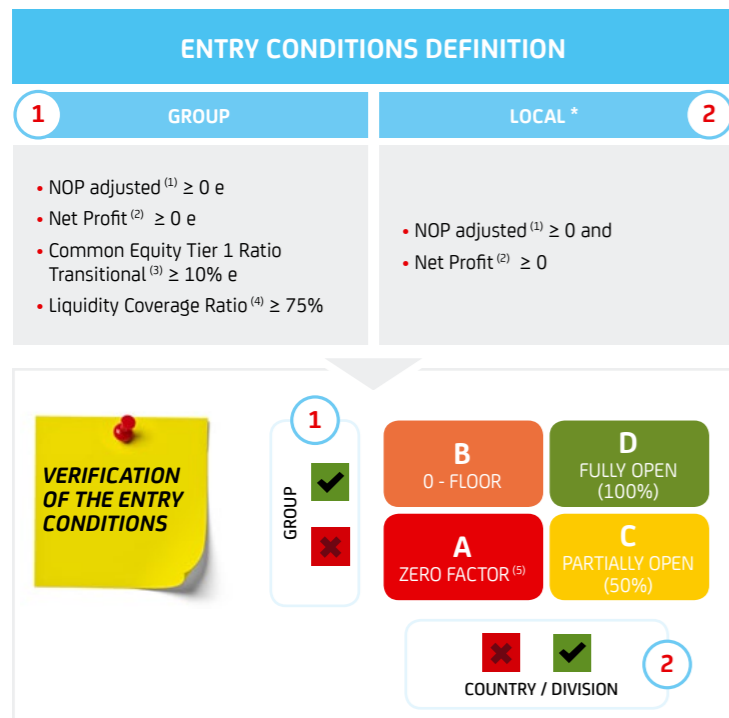 ENTRY CONDITIONS DEFINITION
1
GROUP
LOCAL *
2
• NOP adjusted (1) ≥ 0 e
• Net Profit (2) ≥ 0 e
• Common Equity Tier 1 Ratio
Transitional (3) ≥ 10% e
• Liquidity Coverage Ratio (4) ≥ 75%
• NOP adjusted (1) ≥ 0 and
• Net Profit (2) ≥ 0
VERIFICATION
OF THE ENTRY
CONDITIONS
1
GROUP
B
0 - FLOOR
D
FULLY OPEN
(100%)
A
ZERO FACTOR (5)
C
PARTIALLY OPEN
(50%)
2
COUNTRY / DIVISION